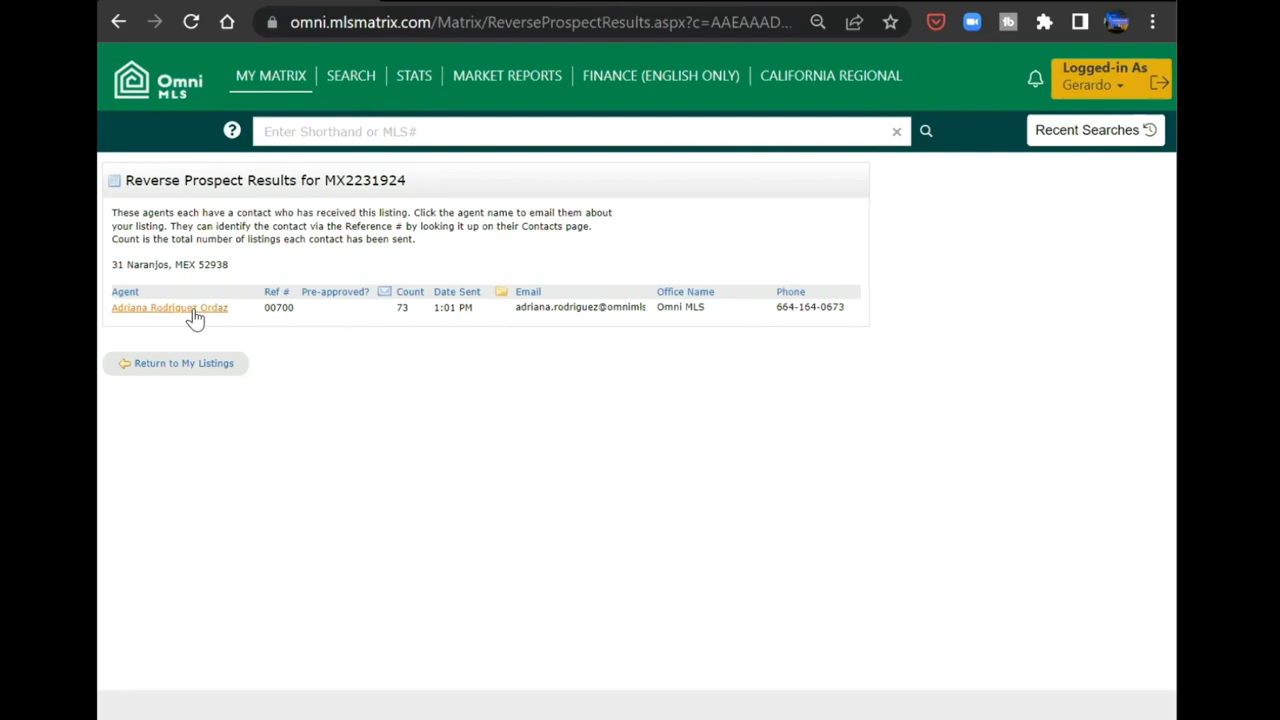 omni.mlsmatrix.com/Matrix/ReverseProspectResults.aspx?c=AAEAAAD...
Omni MLS
MY MATRIX
SEARCH
STATS
MARKET REPORTS
FINANCE (ENGLISH ONLY)
CALIFORNIA REGIONAL
Logged-in As
Gerardo
?
Enter Shorthand or MLS#
Recent Searches
Reverse Prospect Results for MX2231924
These agents each have a contact who has received this listing. Click the agent name to email them about
your listing. They can identify the contact via the Reference # by looking it up on their Contacts page.
Count is the total number of listings each contact has been sent.
31 Naranjos, MEX 52938
Agent Ref # Pre-approved? Count Date Sent Email Office Name Phone
Adriana Rodriguez Ordaz 00700 73 1:01 PM adriana.rodriguez@omnimls Omni MLS 664-164-0673
Return to My Listings